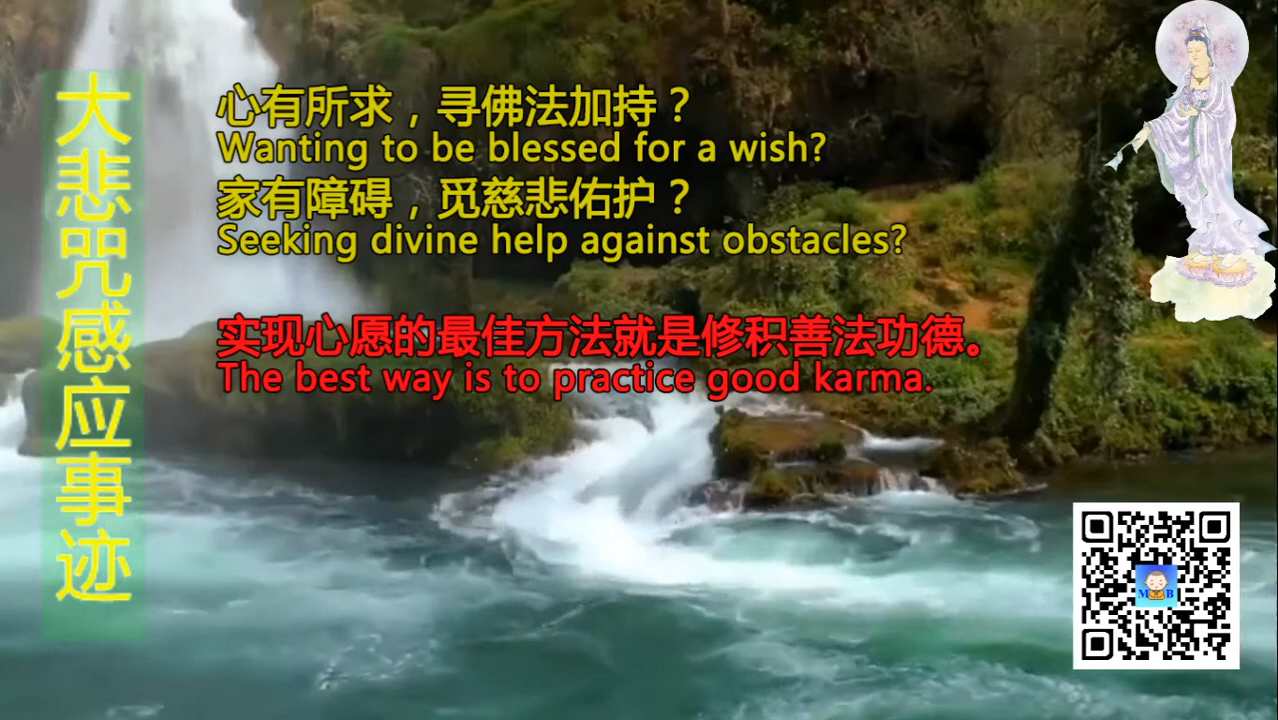 大悲咒感应事迹
心有所求，寻佛法加持？
Wanting to be blessed for a wish?
家有障碍，觅慈悲佑护？
Seeking divine help against obstacles?
实现心愿的最佳方法就是修积善法功德。
The best way is to practice good karma.
M B